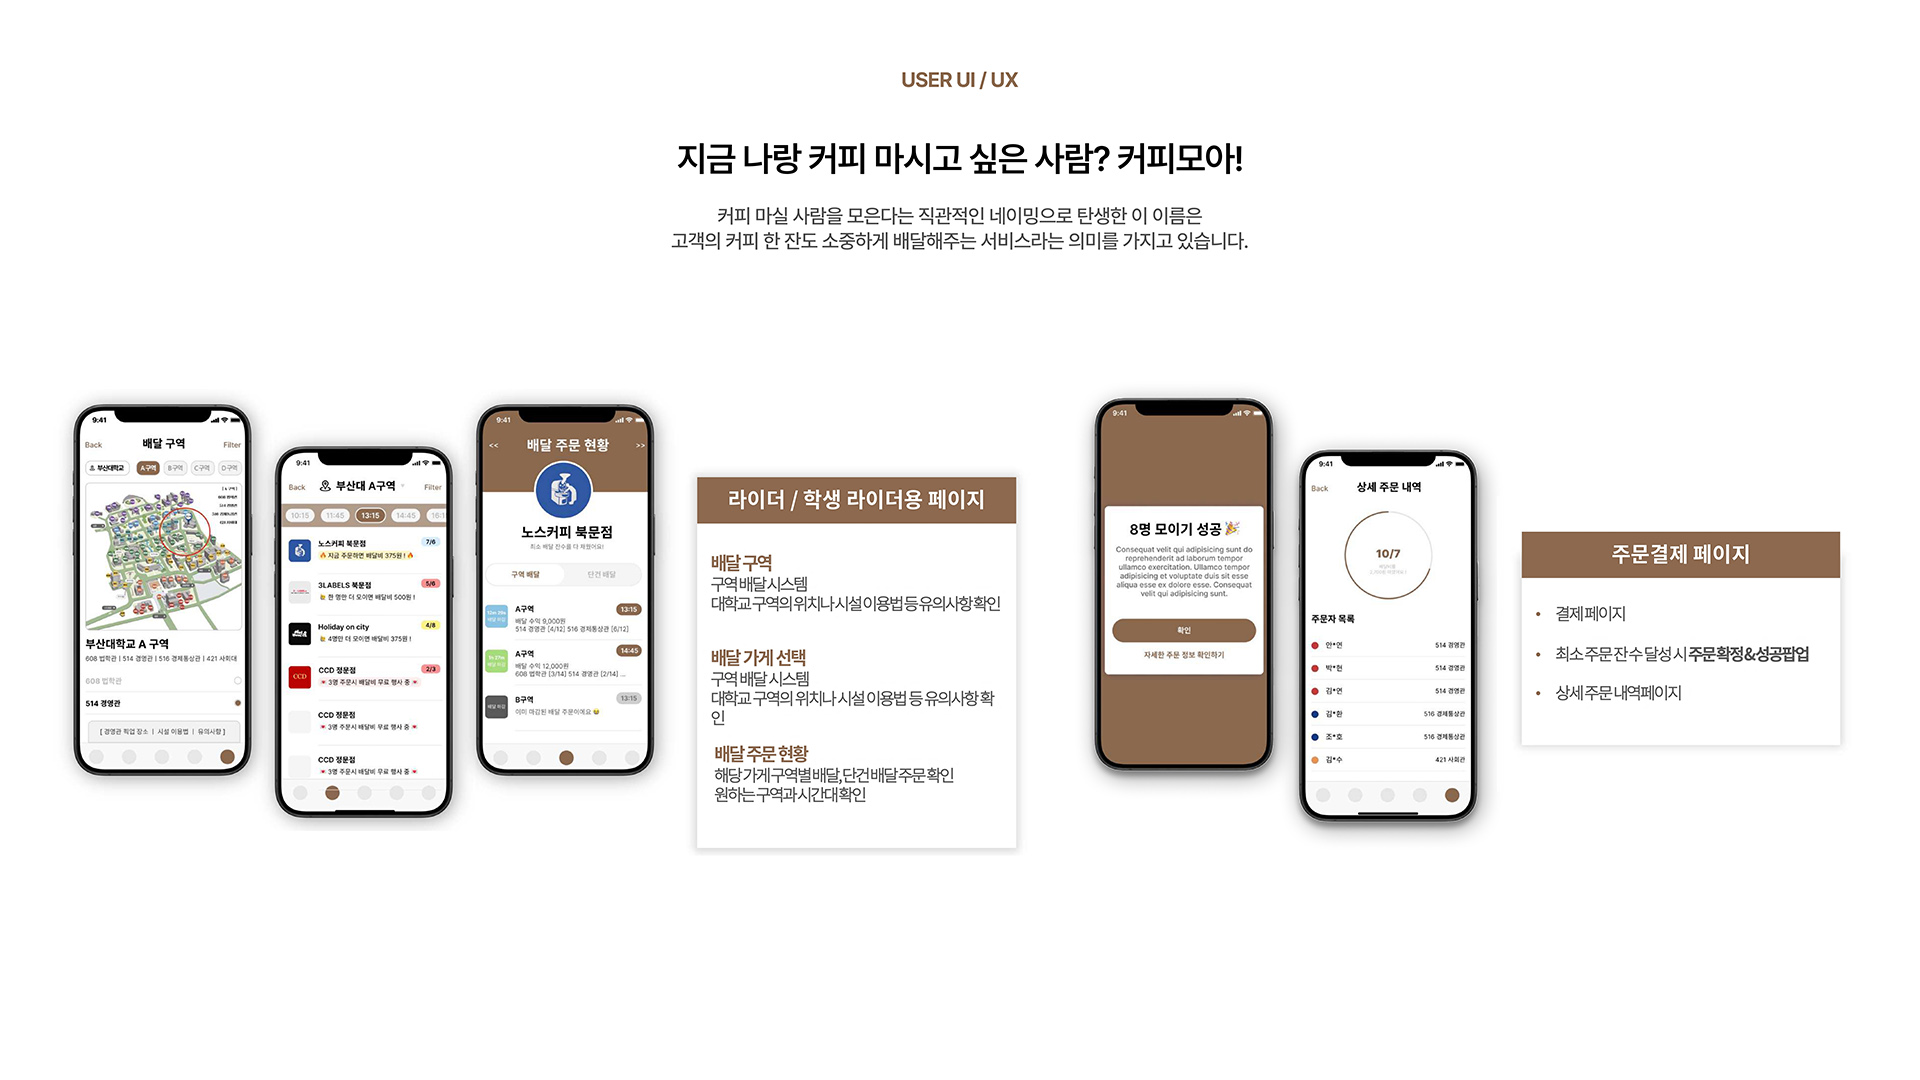 USER UI / UX
지금 나랑 커피 마시고 싶은 사람? 커피모아!
커피 마실 사람을 모은다는 직관적인 네이밍으로 탄생한 이 이름은
고객의 커피 한 잔도 소중하게 배달해주는 서비스라는 의미를 가지고 있습니다.
9:41
Back
배달 구역
Filter
부산대학교
A구역
B구역
C구역
D구역
부산대학교 A 구역
608 법학관 | 514 경영관 | 516 경제통상관 | 421 사회대
608 법학관
514 경영관
[ 경영관 픽업 장소 | 시설 이용법 | 유의사항 ]
9:41
Back
부산대 A구역
Filter
10:15
11:45
13:15
14:45
노스커피 북문점
7/6
🔥 지금 주문하면 배달비 375원 ! 🔥
3LABELS 북문점
5/6
한 명만 더 모이면 배달비 500원 !
Holiday on city
4/8
4명만 더 모이면 배달비 375원 !
CCD
CCD 정문점
2/3
3명 주문시 배달비 무료 행사 중
CCD 정문점
3명 주문시 배달비 무료 행사 중
CCD 정문점
3명 주문시 배달비 무료 행사 중
9:41
<<
배달 주문 현황
>>
노스커피 북문점
최소 배달 잔수를 다 채웠어요!
구역 배달
단건 배달
A구역
13:15
배달 수익 9,000원
514 경영관 [4/12] 516 경제통상관 [6/12]
A구역
14:45
배달 수익 12,000원
608 법학관 [3/14] 514 경영관 [2/14] ...
배달 마감
B구역
13:15
이미 마감된 배달 주문이에요
라이더 / 학생 라이더용 페이지
배달 구역
구역 배달 시스템
대학교 구역의 위치나 시설 이용법 등 유의사항 확인
배달 가게 선택
구역 배달 시스템
대학교 구역의 위치나 시설 이용법 등 유의사항 확
인
배달 주문 현황
해당 가게 구역별 배달, 단건 배달 주문 확인
원하는 구역과 시간대 확인
9:41
8명 모이기 성공 🎉
Consequat velit qui adipisicing sunt do
reprehenderit ad laborum tempor
ullamco exercitation. Ullamco tempor
adipisicing et voluptate duis sit esse
aliqua esse ex dolore esse. Consequat
velit qui adipisicing sunt.
확인
자세한 주문 정보 확인하기
9:41
Back
상세 주문 내역
10/7
주문자 목록
안*연
514 경영관
박*현
514 경영관
김*연
514 경영관
김*환
516 경제통상관
조*호
516 경제통상관
김*수
421 사회관
주문결제 페이지
• 결제 페이지
• 최소 주문 잔 수 달성 시 주문 확정&성공 팝업
• 상세 주문 내역 페이지